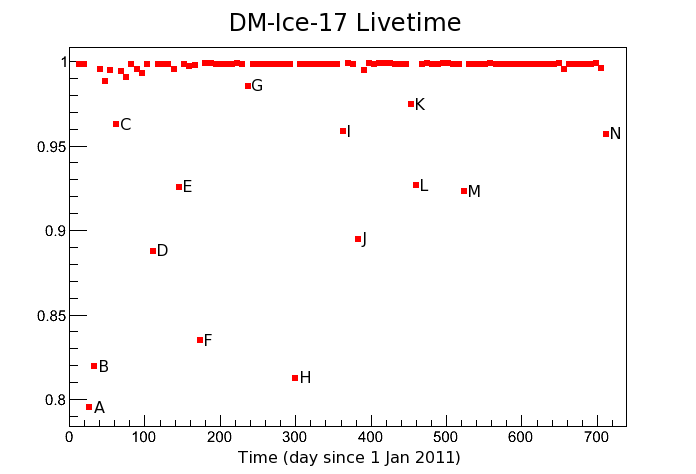 DM-Ice-17 Livetime
1
G
K
C
I
N
0.95
E
L
M
0.9
J
D
0.85
F
B
H
0.8
A
0 100 200 300 400 500 600 700
Time (day since 1 Jan 2011)